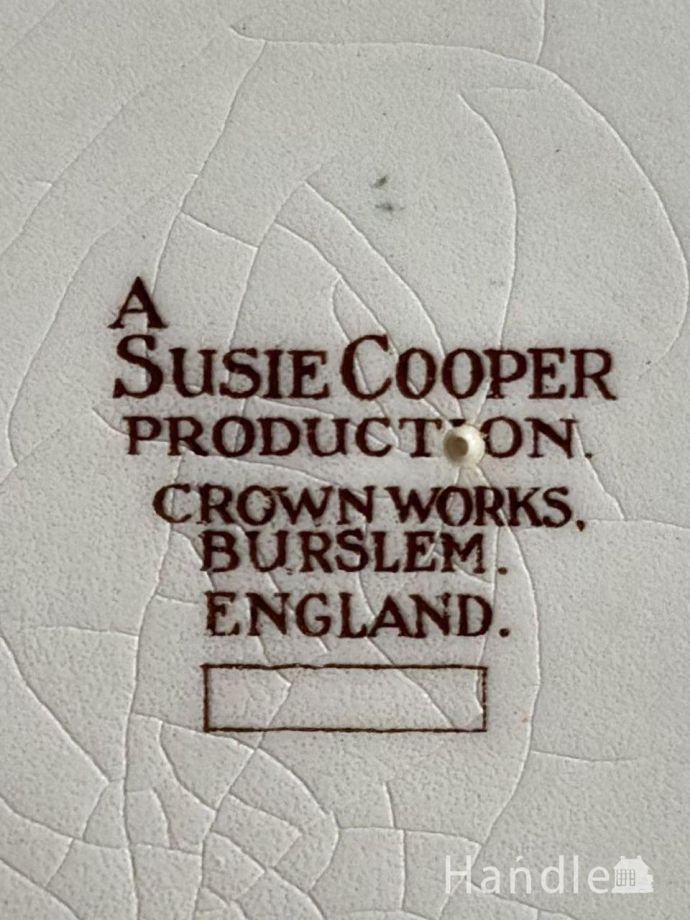 A
SUSIE COOPER
PRODUCTION.
CROWN WORKS,
BURSLEM.
ENGLAND.
Handle